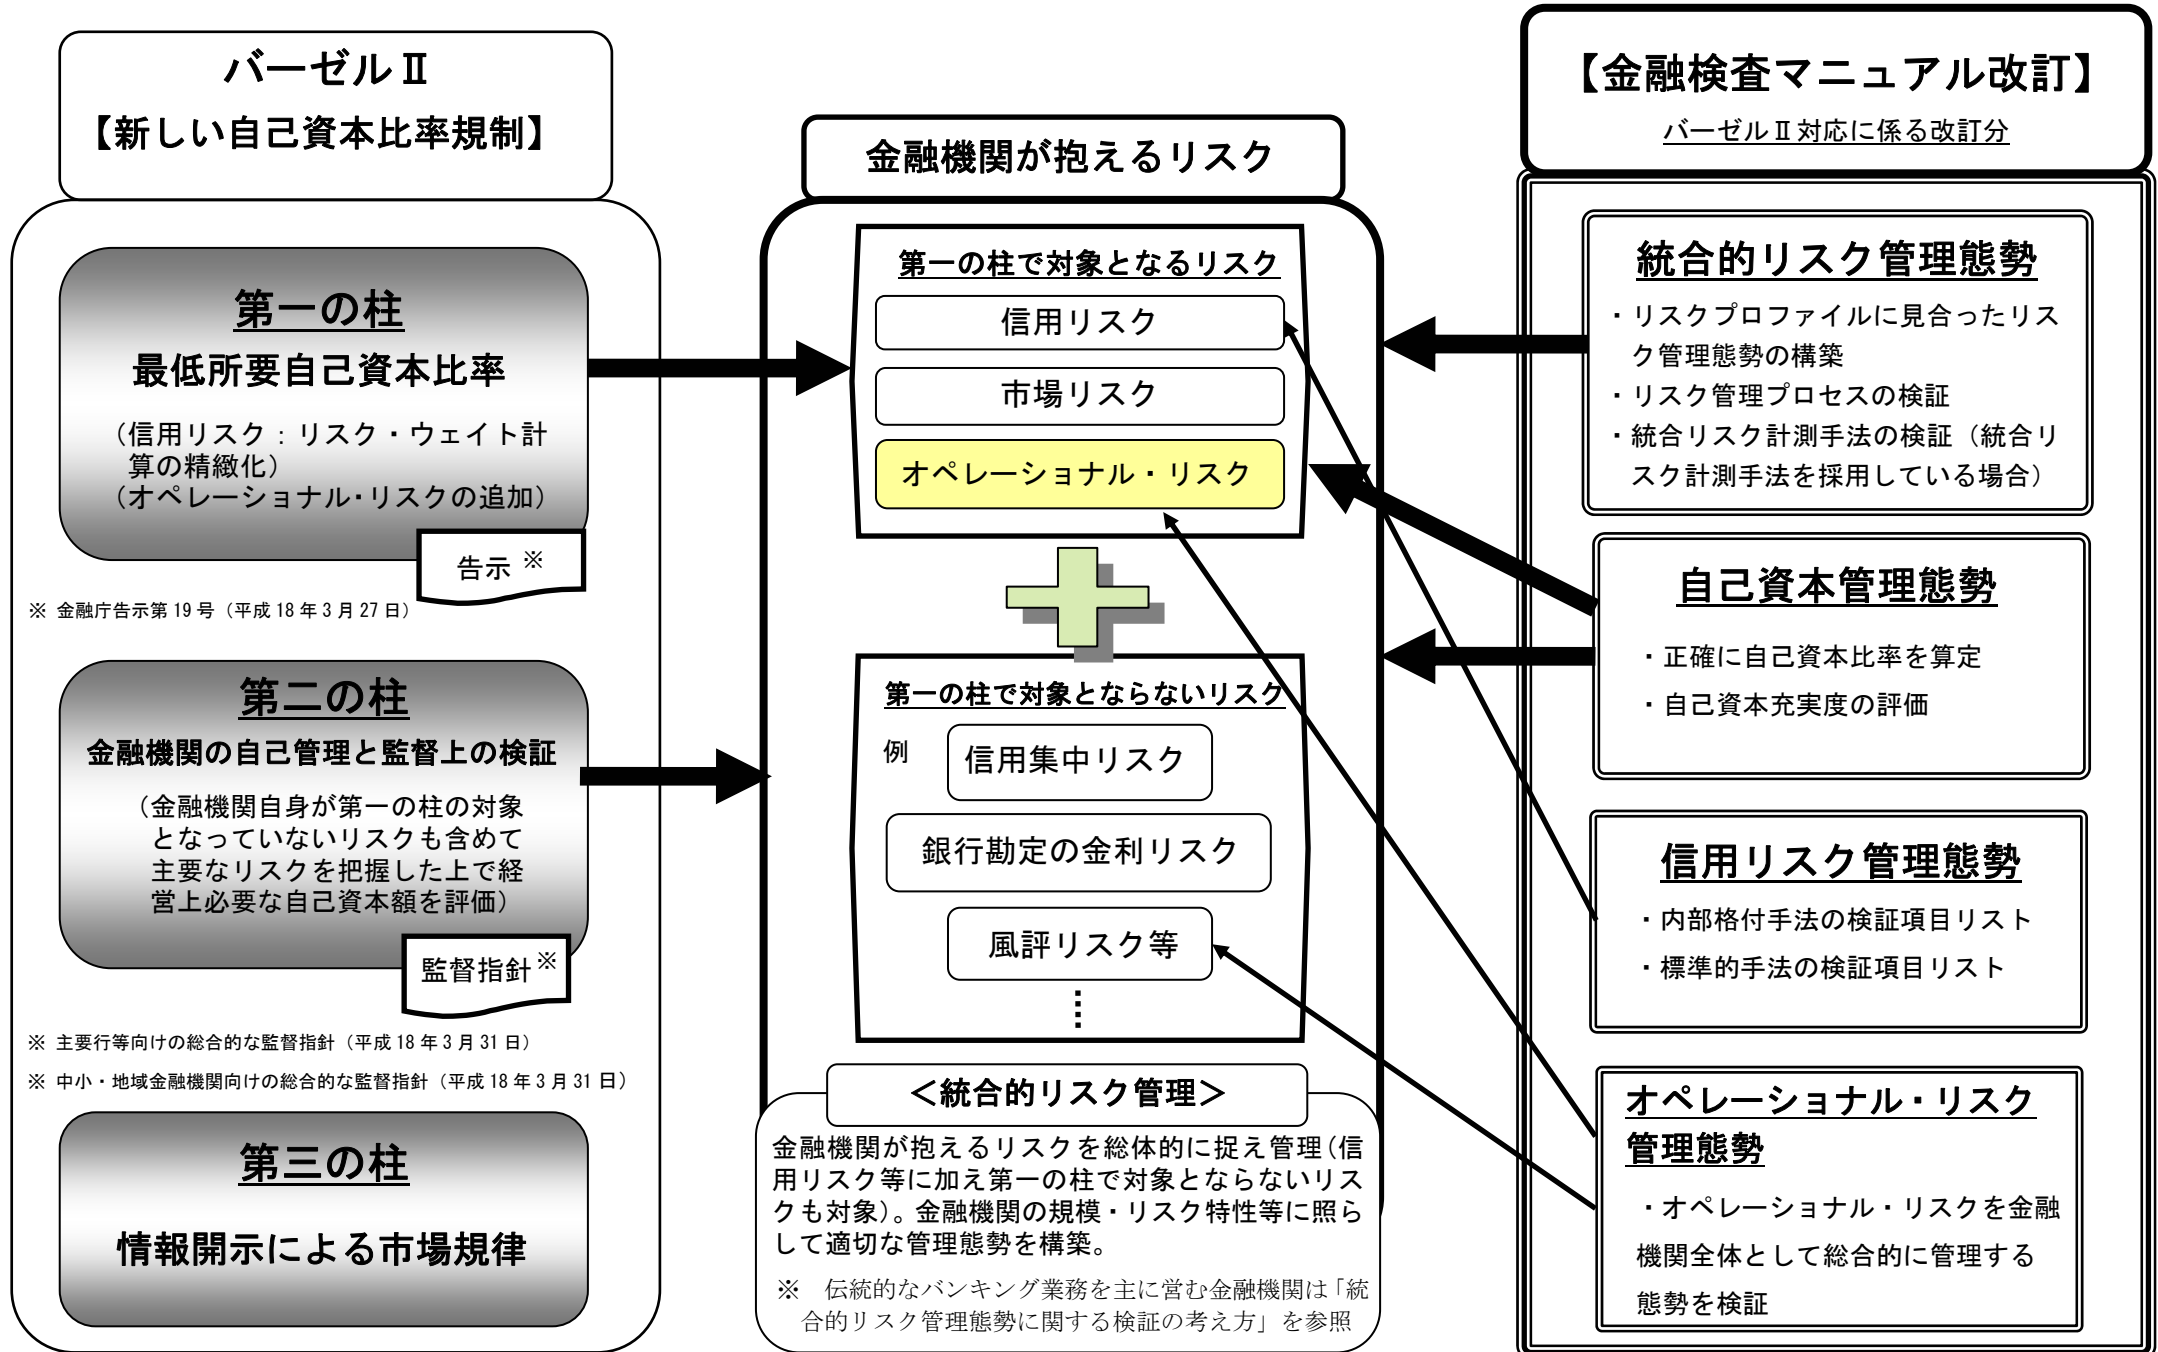 バーゼルⅡ
【新しい自己資本比率規制】
第一の柱
最低所要自己資本比率
（信用リスク：リスク・ウェイト計
算の精緻化）
（オペレーショナル・リスクの追加）
告示※
※ 金融庁告示第19号（平成18年3月27日）
第二の柱
金融機関の自己管理と監督上の検証
（金融機関自身が第一の柱の対象
となっていないリスクも含めて
主要なリスクを把握した上で経
営上必要な自己資本額を評価）
監督指針※
※ 主要行等向けの総合的な監督指針（平成18年3月31日）
※ 中小・地域金融機関向けの総合的な監督指針（平成18年3月31日）
第三の柱
情報開示による市場規律
金融機関が抱えるリスク
第一の柱で対象となるリスク
信用リスク
市場リスク
オペレーショナル・リスク
第一の柱で対象とならないリスク
例
信用集中リスク
銀行勘定の金利リスク
風評リスク等
⋮
＜統合的リスク管理＞
金融機関が抱えるリスクを総体的に捉え管理（信
用リスク等に加え第一の柱で対象とならないリス
クも対象）。金融機関の規模・リスク特性等に照ら
して適切な管理態勢を構築。
※　伝統的なバンキング業務を主に営む金融機関は「統
合的リスク管理態勢に関する検証の考え方」を参照
【金融検査マニュアル改訂】
バーゼルⅡ対応に係る改訂分
統合的リスク管理態勢
・リスクプロファイルに見合ったリス
ク管理態勢の構築
・リスク管理プロセスの検証
・統合リスク計測手法の検証（統合リ
スク計測手法を採用している場合）
自己資本管理態勢
・正確に自己資本比率を算定
・自己資本充実度の評価
信用リスク管理態勢
・内部格付手法の検証項目リスト
・標準的手法の検証項目リスト
オペレーショナル・リスク
管理態勢
・オペレーショナル・リスクを金融
機関全体として総合的に管理する
態勢を検証